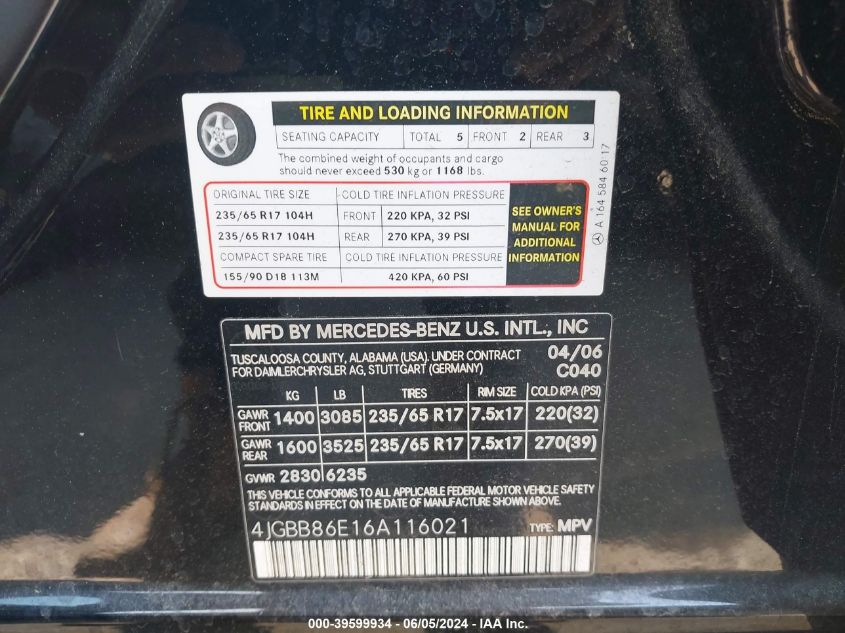 TIRE AND LOADING INFORMATION
SEATING CAPACITY TOTAL 5 FRONT 2 REAR 3
The combined weight of occupants and cargo
should never exceed 530 kg or 1168 lbs.
ORIGINAL TIRE SIZE COLD TIRE INFLATION PRESSURE
235/65 R17 104H FRONT 220 KPA, 32 PSI
235/65 R17 104H REAR 270 KPA, 39 PSI
COMPACT SPARE TIRE COLD TIRE INFLATION PRESSURE
155/90 D18 113M 420 KPA, 60 PSI
SEE OWNER'S
MANUAL FOR
ADDITIONAL
INFORMATION
A 164 584 60 17
MFD BY MERCEDES-BENZ U.S. INTL., INC
TUSCALOOSA COUNTY, ALABAMA (USA). UNDER CONTRACT 04/06
FOR DAIMLERCHRYSLER AG, STUTTGART (GERMANY) C040
KG LB TIRES RIM SIZE COLD KPA (PSI)
GAWR FRONT 1400 3085 235/65 R17 7.5x17 220(32)
GAWR REAR 1600 3525 235/65 R17 7.5x17 270(39)
GVWR 2830 6235
THIS VEHICLE CONFORMS TO ALL APPLICABLE FEDERAL MOTOR VEHICLE SAFETY
STANDARDS IN EFFECT ON THE DATE OF MANUFACTURE SHOWN ABOVE.
4JGBB86E16A116021 TYPE: MPV
000-39599934 - 06/05/2024 - IAA Inc.